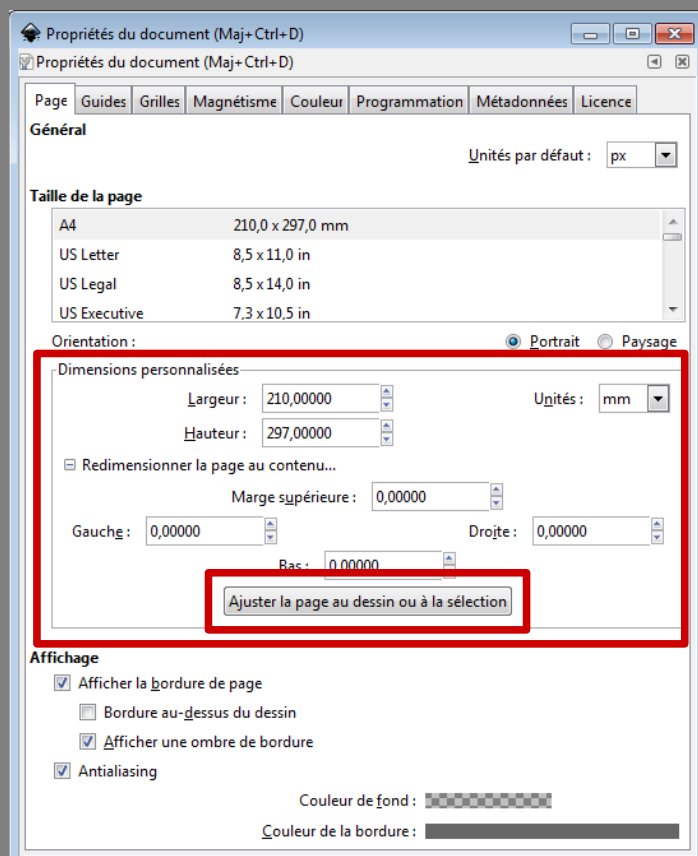 Propriétés du document (Maj+Ctrl+D)
Propriétés du document (Maj+Ctrl+D)
Page Guides Grilles Magnétisme Couleur Programmation Métadonnées Licence
Général
Unités par défaut : px
Taille de la page
A4 210,0 x 297,0 mm
US Letter 8,5 x 11,0 in
US Legal 8,5 x 14,0 in
US Executive 7,3 x 10,5 in
Orientation : Portrait Paysage
Dimensions personnalisées
Largeur : 210,00000 Unités : mm
Hauteur : 297,00000
Redimensionner la page au contenu...
Marge supérieure : 0,00000
Gauche : 0,00000 Droite : 0,00000
Bas : 0,00000
Ajuster la page au dessin ou à la sélection
Affichage
Afficher la bordure de page
Bordure au-dessus du dessin
Afficher une ombre de bordure
Antialiasing
Couleur de fond :
Couleur de la bordure :